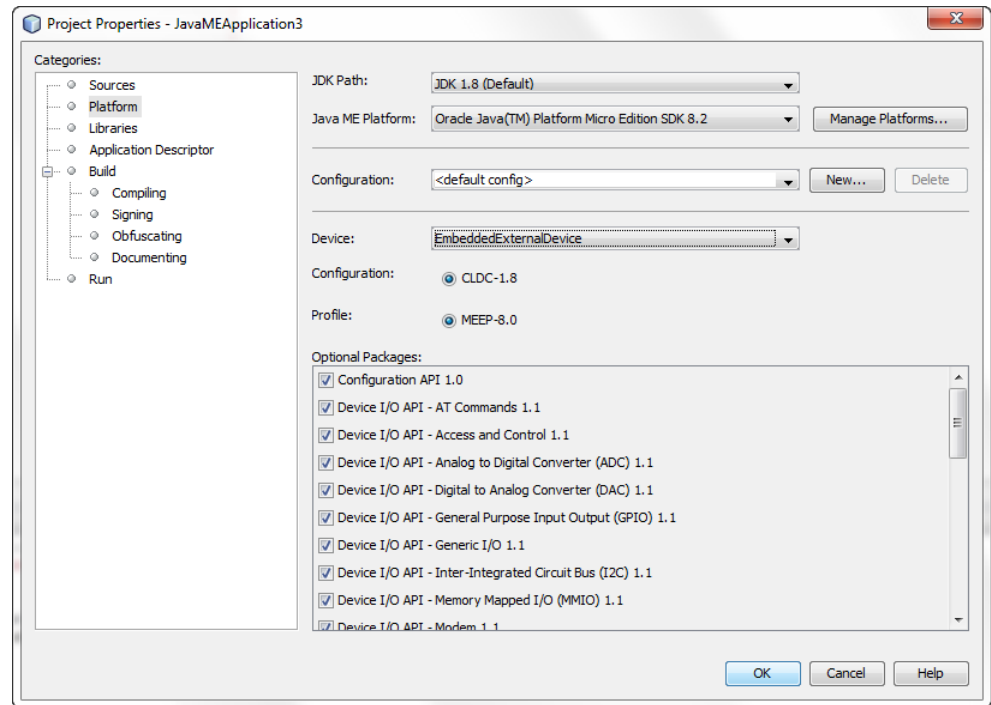 Project Properties - JavaMEApplication3
Categories:
Sources
Platform
Libraries
Application Descriptor
Build
Compiling
Signing
Obfuscating
Documenting
Run
JDK Path:
JDK 1.8 (Default)
Java ME Platform:
Oracle Java(TM) Platform Micro Edition SDK 8.2
Manage Platforms...
Configuration:
<default config>
New...
Delete
Device:
EmbeddedExternalDevice
Configuration:
CLDC-1.8
Profile:
MEEP-8.0
Optional Packages:
Configuration API 1.0
Device I/O API - AT Commands 1.1
Device I/O API - Access and Control 1.1
Device I/O API - Analog to Digital Converter (ADC) 1.1
Device I/O API - Digital to Analog Converter (DAC) 1.1
Device I/O API - General Purpose Input Output (GPIO) 1.1
Device I/O API - Generic I/O 1.1
Device I/O API - Inter-Integrated Circuit Bus (I2C) 1.1
Device I/O API - Memory Mapped I/O (MMIO) 1.1
Device I/O API - Modem 1.1
OK
Cancel
Help